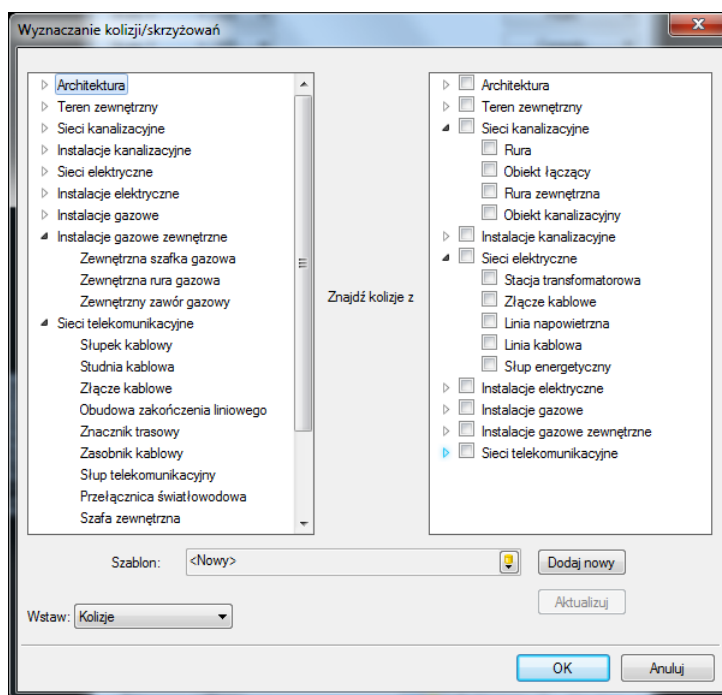 Wyznaczanie kolizji/skrzyżowań
Architektura
Teren zewnętrzny
Sieci kanalizacyjne
Instalacje kanalizacyjne
Sieci elektryczne
Instalacje elektryczne
Instalacje gazowe
Instalacje gazowe zewnętrzne
Zewnętrzna szafka gazowa
Zewnętrzna rura gazowa
Zewnętrzny zawór gazowy
Sieci telekomunikacyjne
Słupek kablowy
Studnia kablowa
Złącze kablowe
Obudowa zakończenia liniowego
Znacznik trasowy
Zasobnik kablowy
Słup telekomunikacyjny
Przełącznica światłowodowa
Szafa zewnętrzna
Znajdź kolizje z
Architektura
Teren zewnętrzny
Sieci kanalizacyjne
Rura
Obiekt łączący
Rura zewnętrzna
Obiekt kanalizacyjny
Instalacje kanalizacyjne
Sieci elektryczne
Stacja transformatorowa
Złącze kablowe
Linia napowietrzna
Linia kablowa
Słup energetyczny
Instalacje elektryczne
Instalacje gazowe
Instalacje gazowe zewnętrzne
Sieci telekomunikacyjne
Szablon: <Nowy> Dodaj nowy
Aktualizuj
Wstaw: Kolizje
OK Anuluj